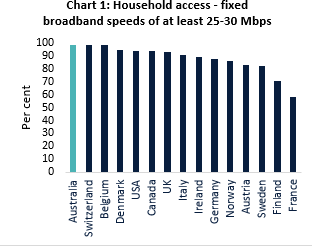 Chart 1: Household access - fixed
broadband speeds of at least 25-30 Mbps
Per cent
100
90
80
70
60
50
40
30
20
10
0
Australia
Switzerland
Belgium
Denmark
USA
Canada
UK
Italy
Ireland
Germany
Norway
Austria
Sweden
Finland
France